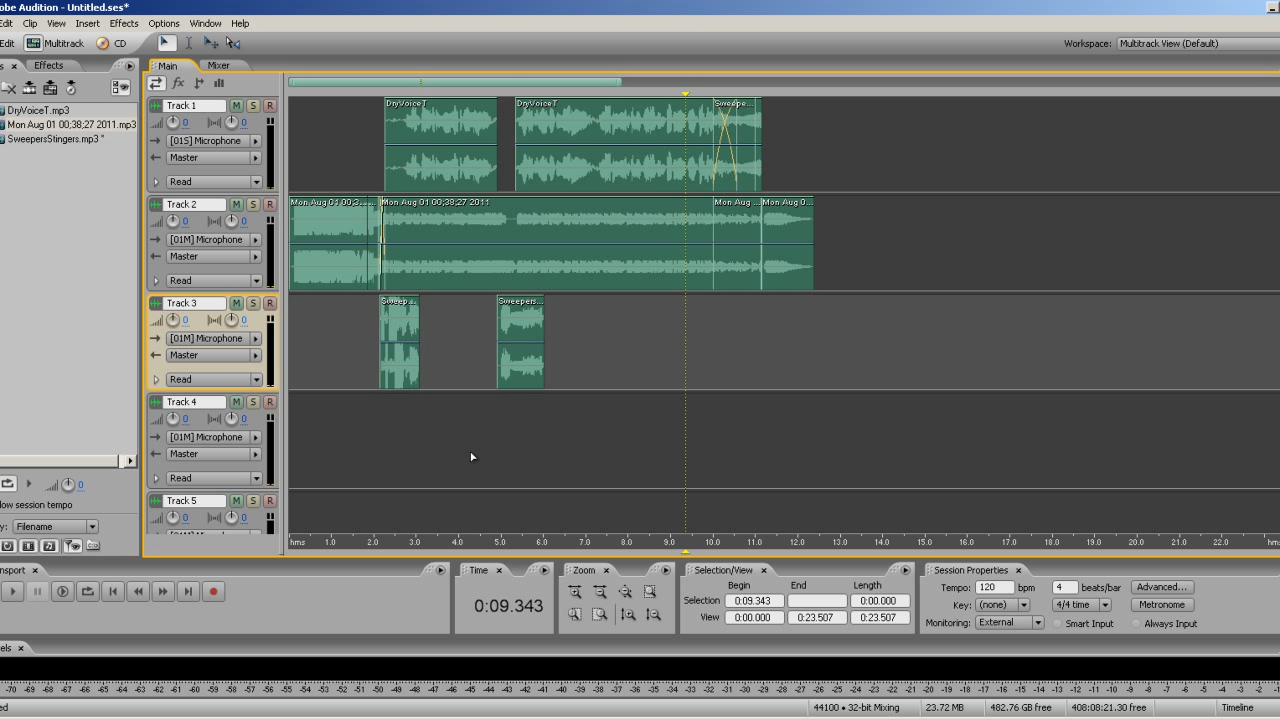 obe Audition - Untitled.ses*
Edit Clip View Insert Effects Options Window Help
Edit Multitrack CD Workspace: Multitrack View (Default)
s × Effects Main Mixer
DryVoiceT.mp3
Mon Aug 01 00;38;27 2011.mp3
SweepersStingers.mp3 *
low session tempo
y: Filename
fx
Track 1 M S R
0 0
[01S] Microphone
Master
Read
DryVoiceT DryVoiceT Sweepe...
Track 2 M S R
0 0
[01M] Microphone
Master
Read
Mon Aug 01 00;3... Mon Aug 01 00;38;27 2011 Mon Aug ... Mon Aug 0...
Track 3 M S R
0 0
[01M] Microphone
Master
Read
Sweep... Sweepers...
Track 4 M S R
0 0
[01M] Microphone
Master
Read
0
Track 5 M S R
0 0
hms 1.0 2.0 3.0 4.0 5.0 6.0 7.0 8.0 9.0 10.0 11.0 12.0 13.0 14.0 15.0 16.0 17.0 18.0 19.0 20.0 21.0 22.0 hms
nsport × Time × Zoom × Selection/View × Session Properties ×
0:09.343
Begin End Length
Selection 0:09.343 0:00.000
View 0:00.000 0:23.507 0:23.507
Tempo: 120 bpm 4 beats/bar Advanced...
Key: (none) 4/4 time Metronome
Monitoring: External Smart Input Always Input
els ×
-70 -69 -68 -67 -66 -65 -64 -63 -62 -61 -60 -59 -58 -57 -56 -55 -54 -53 -52 -51 -50 -49 -48 -47 -46 -45 -44 -43 -42 -41 -40 -39 -38 -37 -36 -35 -34 -33 -32 -31 -30 -29 -28 -27 -26 -25 -24 -23 -22 -21 -20 -19 -18 -17 -16 -15 -14 -13 -12 -11 -10 -9 -8 -7 -6 -5 -4 -3 -2 -1
ed 44100 • 32-bit Mixing 23.72 MB 482.76 GB free 408:08:21.30 free Timeline